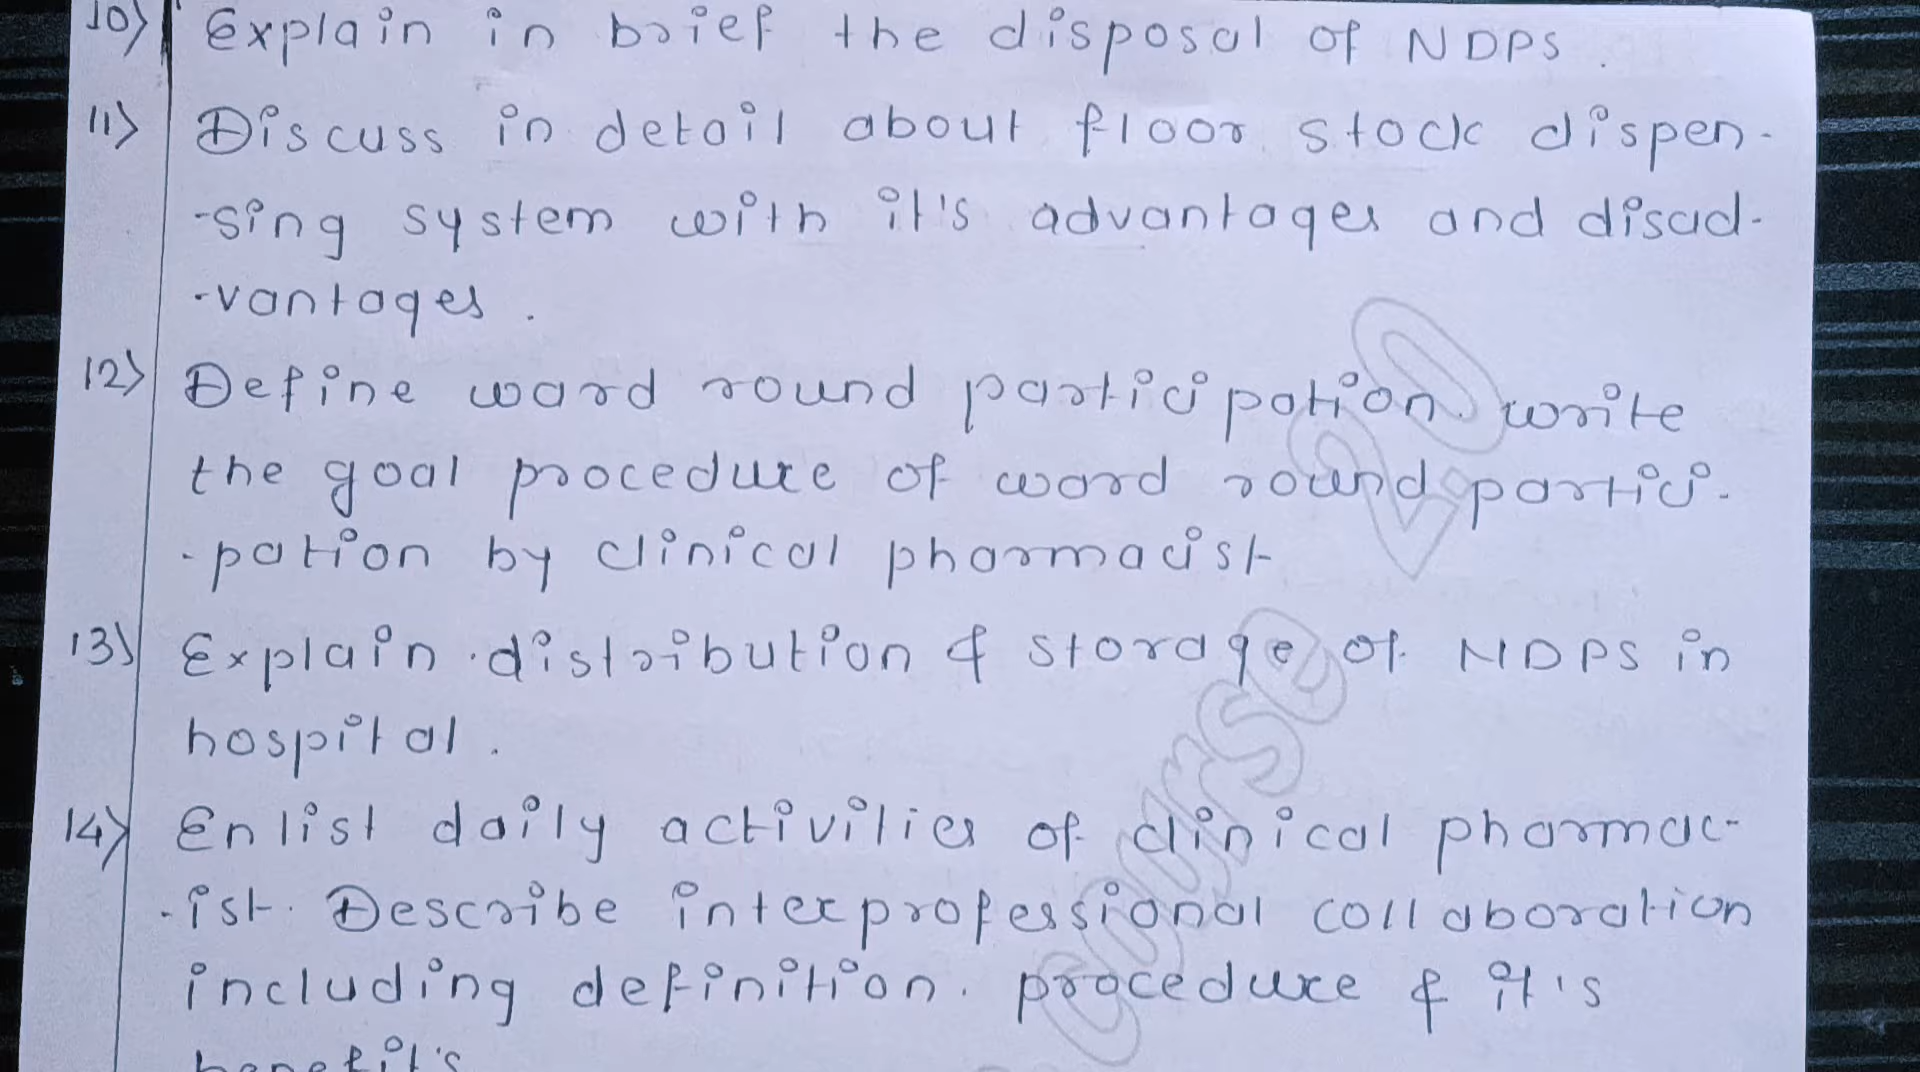 10) Explain in brief the disposal of NDPS.
11) Discuss in detail about floor stock dispen-
-sing system with it's advantages and disad-
-vantages.
12) Define ward round participation. write
the goal procedure of ward round partici-
-pation by clinical pharmacist
13) Explain distribution & storage of NDPS in
hospital.
14) Enlist daily activities of clinical pharmac-
-ist. Describe interprofessional collaboration
including definition. procedure & it's
benefit's